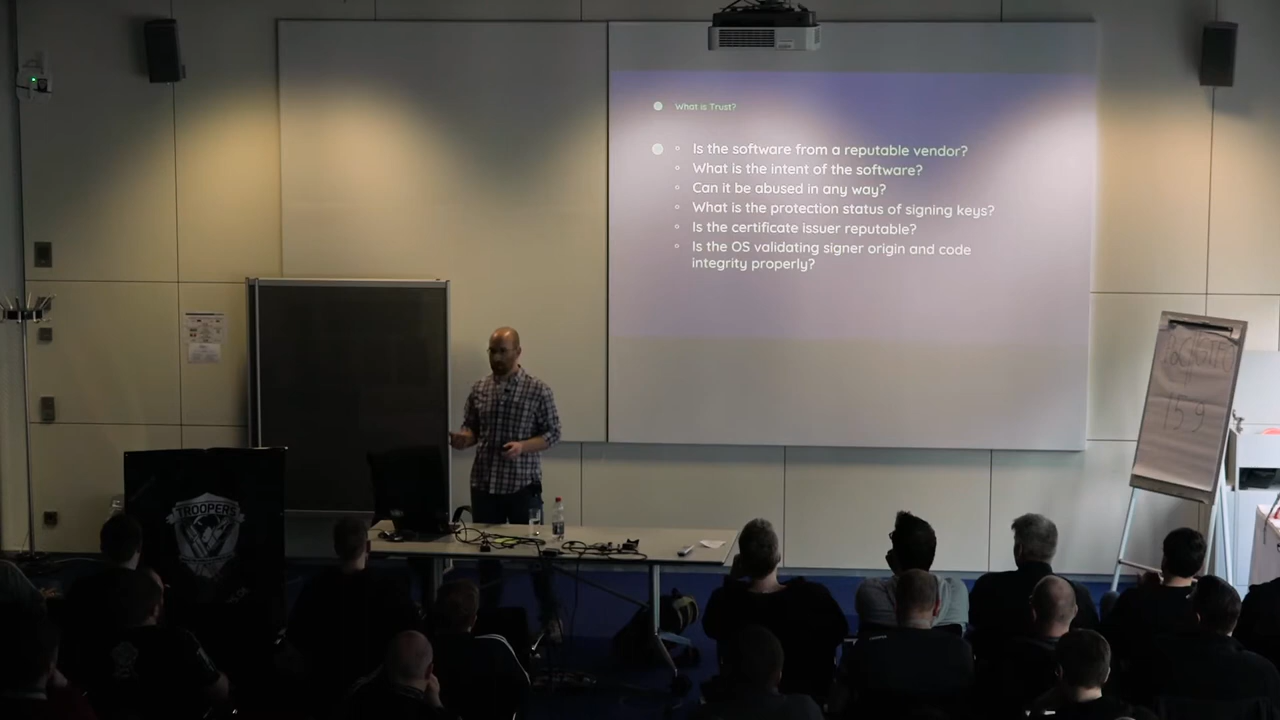 What is Trust?
Is the software from a reputable vendor?
What is the intent of the software?
Can it be abused in any way?
What is the protection status of signing keys?
Is the certificate issuer reputable?
Is the OS validating signer origin and code
integrity properly?
TROOPERS